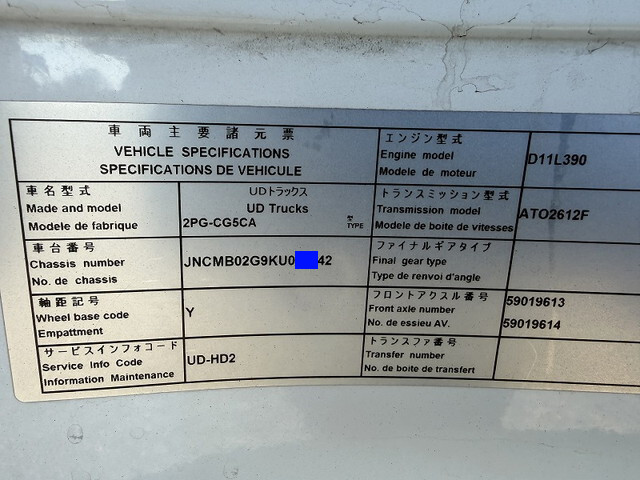 車両主要諸元票
VEHICLE SPECIFICATIONS
SPECIFICATIONS DE VEHICULE
車名型式
Made and model
Modele de fabrique
UDトラックス
UD Trucks
2PG-CG5CA
型
TYPE
車台番号
Chassis number
No. de chassis
JNCMB02G9KU0 42
軸距記号
Wheel base code
Empattment
Y
サービスインフォコード
Service Info Code
Information Maintenance
UD-HD2
エンジン型式
Engine model
Modele de moteur
D11L390
トランスミッション型式
Transmission model
Modele de boite de vitesses
ATO2612F
ファイナルギアタイプ
Final gear type
Type de renvoi d'angle
フロントアクスル番号
Front axle number
No. de essieu AV.
59019613
59019614
トランスファ番号
Transfer number
No. de boite de transfert